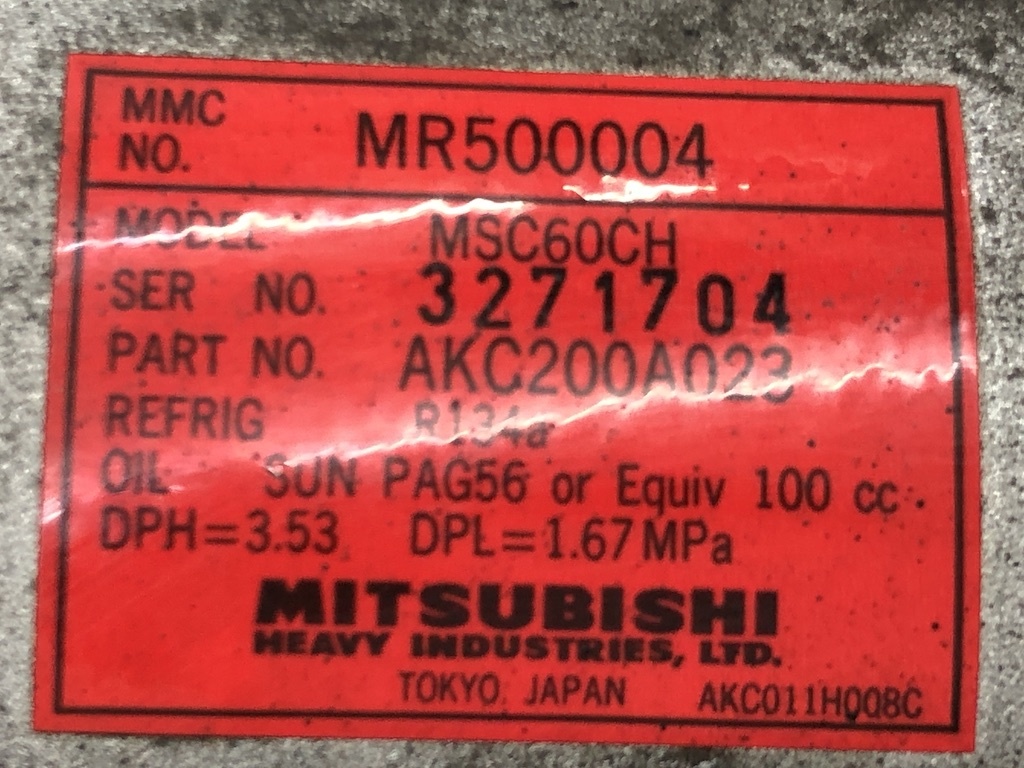 MMC NO. MR500004
MODEL MSC60CH
SER NO. 3271704
PART NO. AKC200A023
REFRIG R134a
OIL SUN PAG56 or Equiv 100 cc.
DPH=3.53 DPL=1.67MPa
MITSUBISHI
HEAVY INDUSTRIES, LTD.
TOKYO, JAPAN AKC011H008C